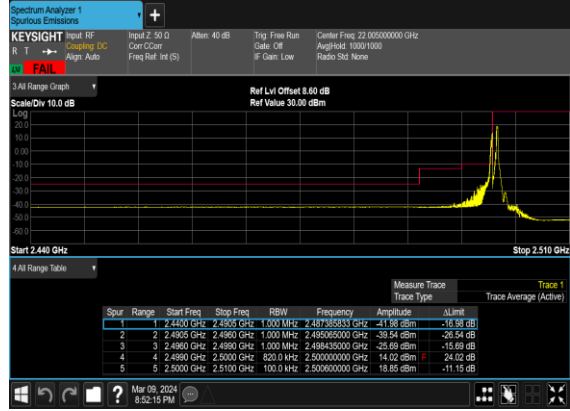 Spectrum Analyzer 1
Spurious Emissions
+
KEYSIGHT Input: RF Input Z: 50 Ω Atten: 40 dB Trig: Free Run Center Freq: 22.005000000 GHz
R T Coupling: DC Corr CCorr Gate: Off Avg|Hold: 1000/1000
Align: Auto Freq Ref: Int (S) IF Gain: Low Radio Std: None
FAIL
3 All Range Graph
Ref Lvl Offset 8.60 dB
Scale/Div 10.0 dB Ref Value 30.00 dBm
Log
20.0
10.0
0.00
-10.0
-20.0
-30.0
-40.0
-50.0
-60.0
Start 2.440 GHz Stop 2.510 GHz
4 All Range Table
Measure Trace Trace 1
Trace Type Trace Average (Active)
Spur Range Start Freq Stop Freq RBW Frequency Amplitude ΔLimit
1 1 2.4400 GHz 2.4905 GHz 1.000 MHz 2.487385833 GHz -41.98 dBm -16.98 dB
2 2 2.4905 GHz 2.4960 GHz 1.000 MHz 2.495065000 GHz -39.54 dBm -26.54 dB
3 3 2.4960 GHz 2.4990 GHz 1.000 MHz 2.498435000 GHz -25.69 dBm -15.69 dB
4 4 2.4990 GHz 2.5000 GHz 820.0 kHz 2.500000000 GHz 14.02 dBm F 24.02 dB
5 5 2.5000 GHz 2.5100 GHz 100.0 kHz 2.500600000 GHz 18.85 dBm -11.15 dB
? Mar 09, 2024
8:52:15 PM